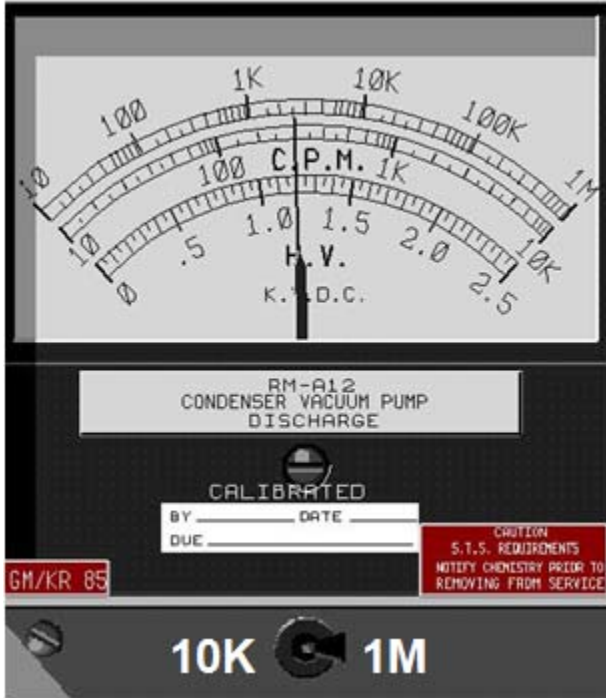 1K 10K
100 100K
10 1M
C.P.M.
100 1K
10 10K
1.0 1.5
.5 2.0
0 2.5
H.V.
K.V.D.C.
RM-A12
CONDENSER VACUUM PUMP
DISCHARGE
CALIBRATED
BY DATE
DUE
CAUTION
S.T.S. REQUIREMENTS
NOTIFY CHEMISTRY PRIOR TO
REMOVING FROM SERVICE
GM/KR 85
10K 1M